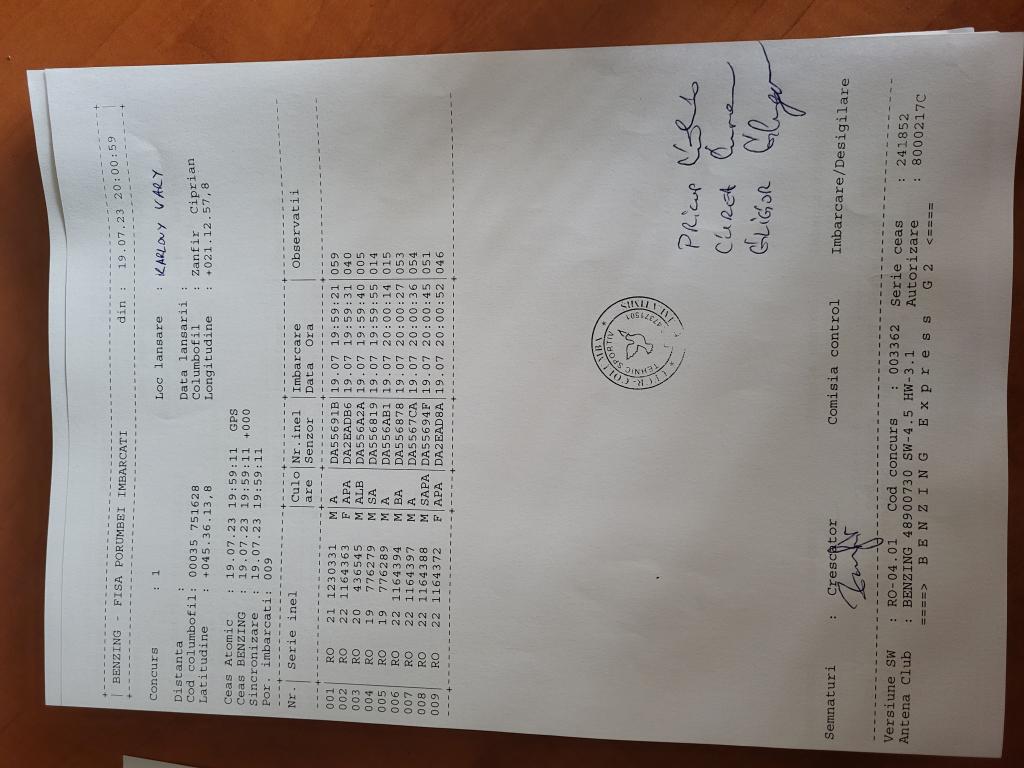 +-----------------------------------------------------------------------------+
| BENZING - FISA PORUMBEI IMBARCATI din : 19.07.23 20:00:59 |
+-----------------------------------------------------------------------------+
Concurs : 1 Loc lansare : KARLOVY VARY
Distanta : Data lansarii :
Cod columbofil: 00035 751628 Columbofil : Zanfir Ciprian
Latitudine : +045.36.13,8 Longitudine : +021.12.57,8
Ceas Atomic : 19.07.23 19:59:11 GPS
Ceas BENZING : 19.07.23 19:59:11 +000
Sincronizare : 19.07.23 19:59:11
Por. imbarcati: 009
Nr.| Serie inel |Culo|Nr.inel |Imbarcare | Observatii
|are |Senzor |Data Ora |
001 | RO 21 1230331 M | A |DA55691B|19.07 19:59:21|059
002 | RO 22 1164363 F | APA |DA2EADB6|19.07 19:59:31|040
003 | RO 20 436545 M | ALB |DA556A2A|19.07 19:59:40|005
004 | RO 19 776279 M | SA |DA556819|19.07 19:59:55|014
005 | RO 19 776289 M | A |DA556AB1|19.07 20:00:14|015
006 | RO 22 1164394 M | BA |DA556878|19.07 20:00:27|053
007 | RO 22 1164397 M | A |DA5567CA|19.07 20:00:36|054
008 | RO 22 1164388 M | SAPA|DA55694F|19.07 20:00:45|051
009 | RO 22 1164372 F | APA |DA2EAD8A|19.07 20:00:52|046
UFCR-COLUMBA
TEHNIC SPORTIV
47371501
TIMIS
PRICOP
CUREA
GLIGOR
Semnaturi : Crescator Comisia control Imbarcare/Desigilare
Versiune SW : RO-04.01 Cod concurs : 003362 Serie ceas : 241852
Antena Club : BENZING 48900730 SW-4.5 HW-3.1 Autorizare : 8000217C
====> B E N Z I N G E x p r e s s G 2 <====